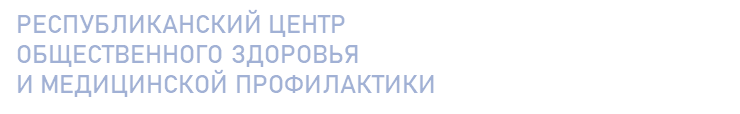 РЕСПУБЛИКАНСКИЙ ЦЕНТР
ОБЩЕСТВЕННОГО ЗДОРОВЬЯ
И МЕДИЦИНСКОЙ ПРОФИЛАКТИКИ